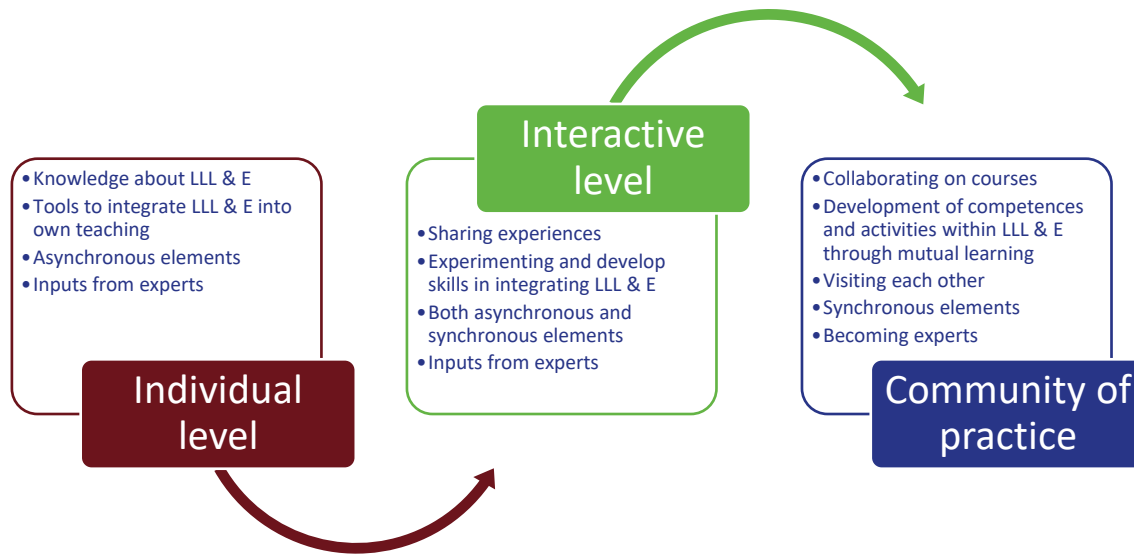 • Knowledge about LLL & E
• Tools to integrate LLL & E into
own teaching
• Asynchronous elements
• Inputs from experts
Individual
level
Interactive
level
• Sharing experiences
• Experimenting and develop
skills in integrating LLL & E
• Both asynchronous and
synchronous elements
• Inputs from experts
• Collaborating on courses
• Development of competences
and activities within LLL & E
through mutual learning
• Visiting each other
• Synchronous elements
• Becoming experts
Community of
practice